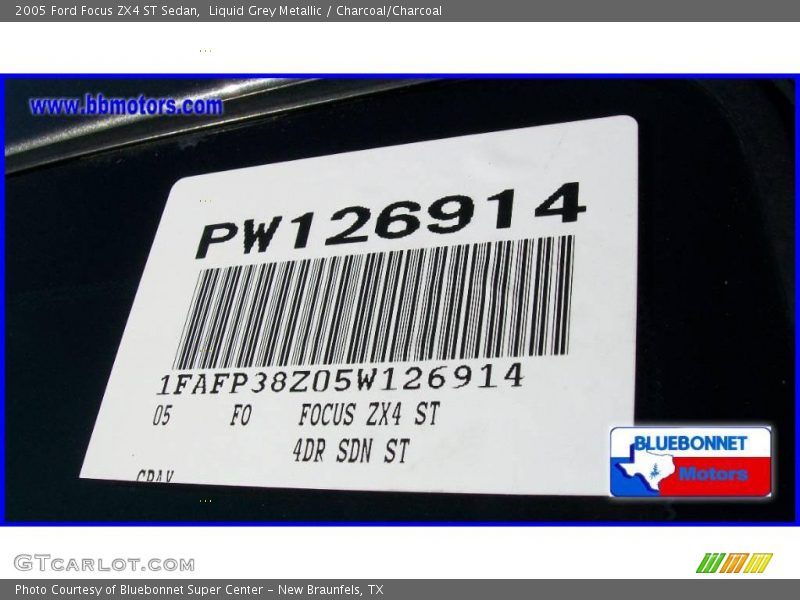 2005 Ford Focus ZX4 ST Sedan, Liquid Grey Metallic / Charcoal/Charcoal
www.bbmotors.com
PW126914
1FAFP38Z05W126914
05 FO FOCUS ZX4 ST
4DR SDN ST
BLUEBONNET
Motors
GTCARLOT.COM
Photo Courtesy of Bluebonnet Super Center - New Braunfels, TX